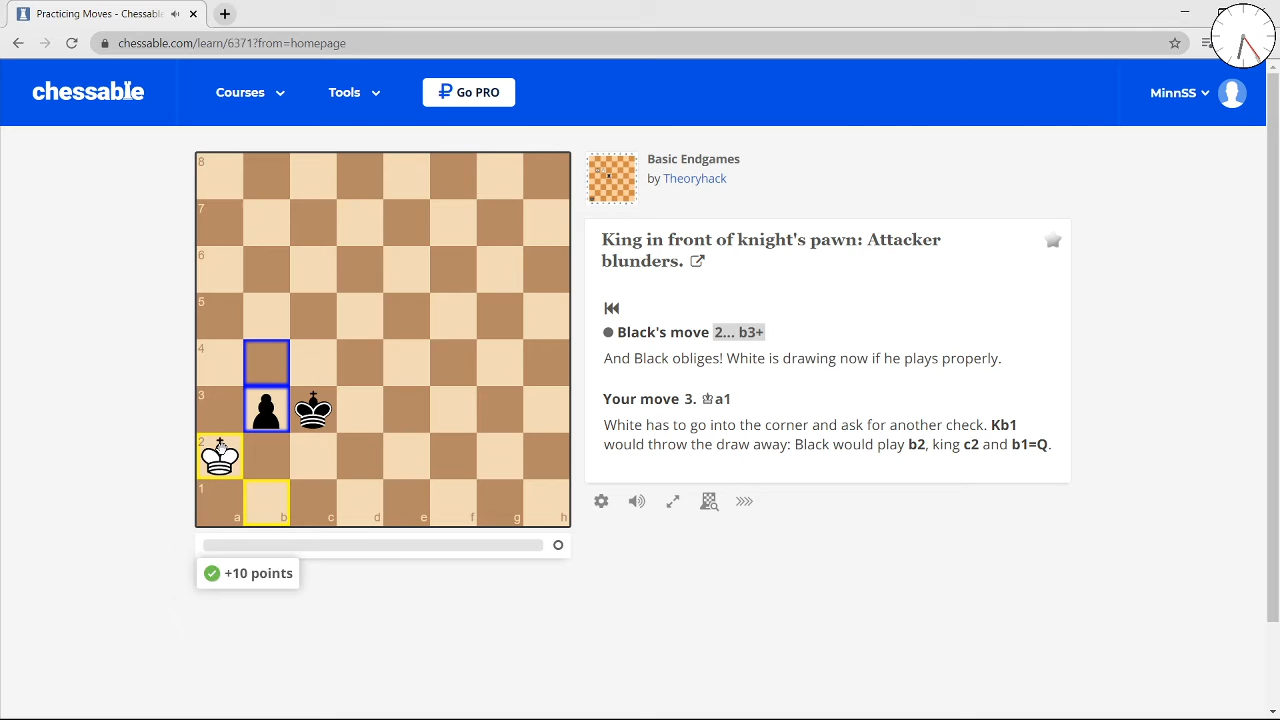 Practicing Moves - Chessable
chessable.com/learn/6371?from=homepage
chessable
Courses
Tools
Go PRO
MinnSS
8
7
6
5
4
3
2
1
a b c d e f g h
Basic Endgames
by Theoryhack
King in front of knight's pawn: Attacker
blunders.
Black's move 2... b3+
And Black obliges! White is drawing now if he plays properly.
Your move 3. ♔a1
White has to go into the corner and ask for another check. Kb1
would throw the draw away: Black would play b2, king c2 and b1=Q.
+10 points